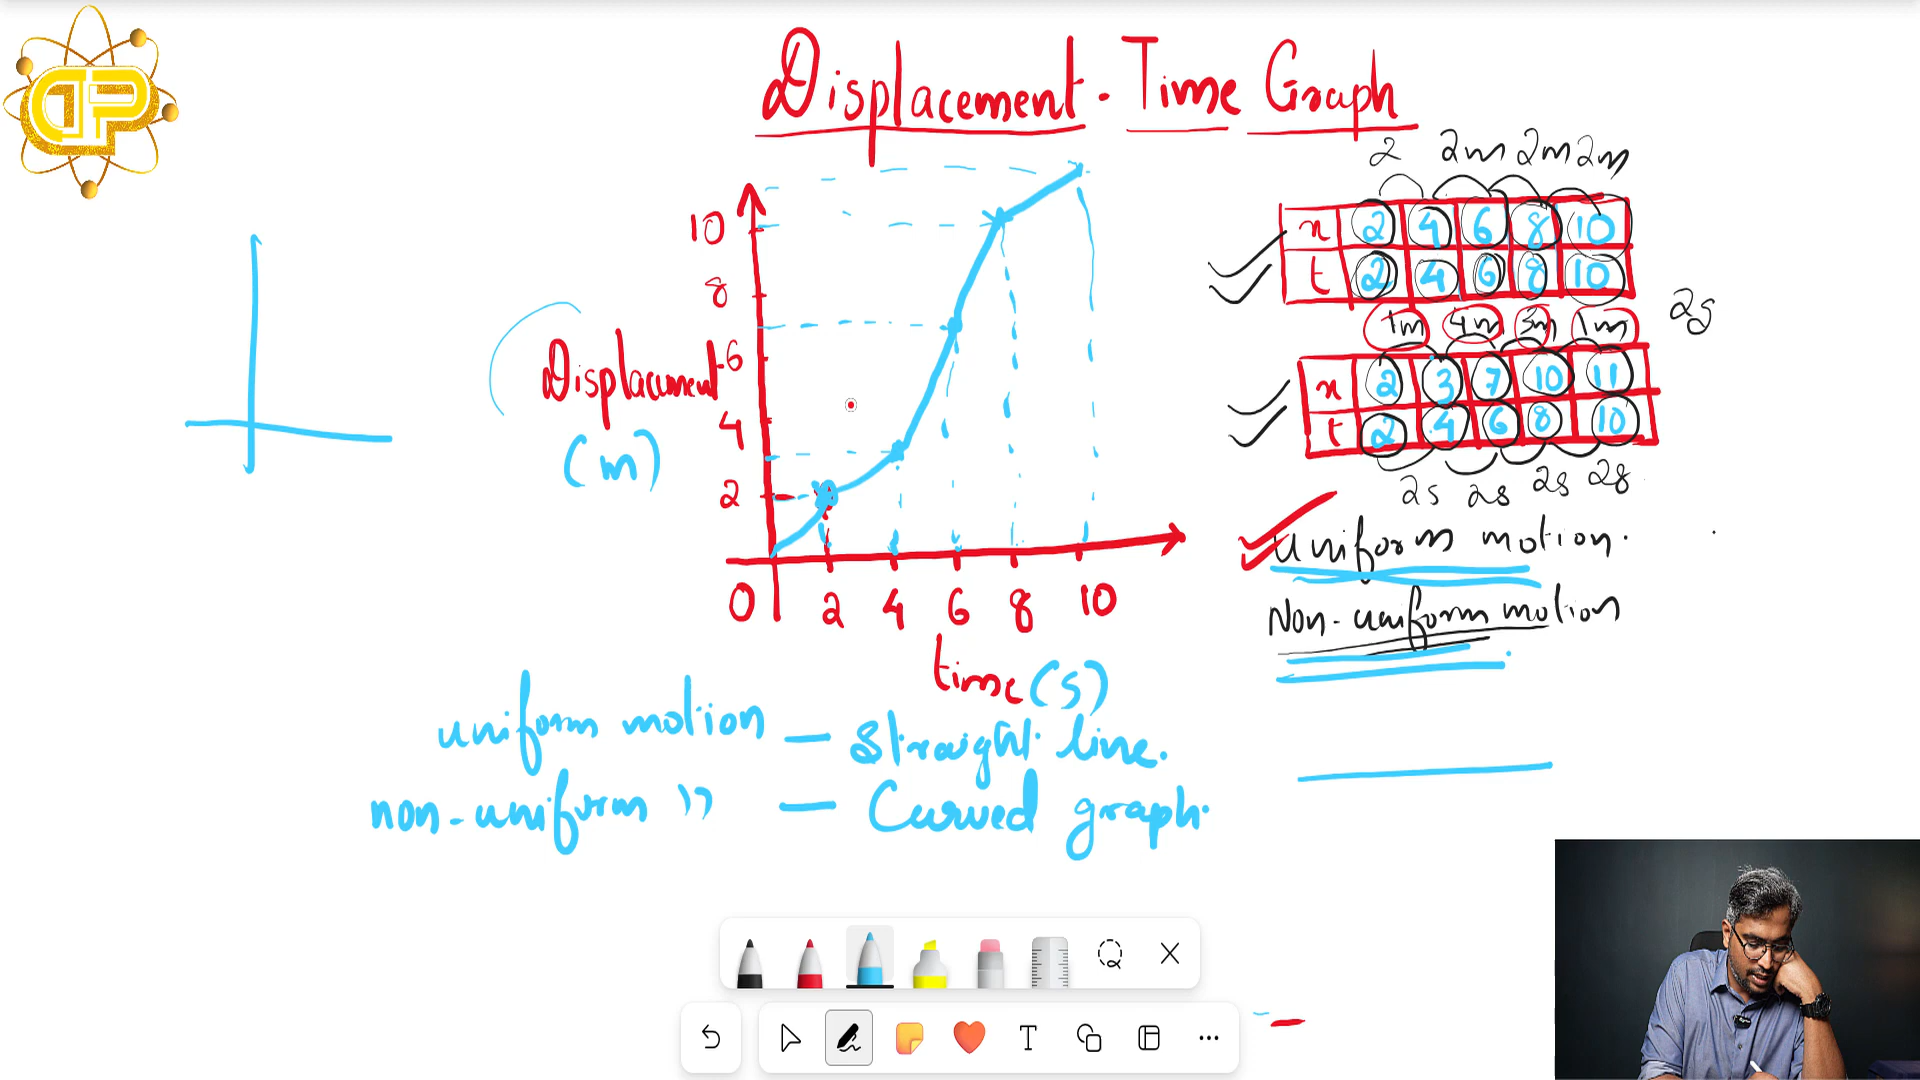 DP
Displacement - Time Graph
2 2m 2m 2m
x 2 4 6 8 10
t 2 4 6 8 10
2s
1m 4m 3m 1m
x 2 3 7 10 11
t 2 4 6 8 10
2s 2s 2s 2s
uniform motion.
Non-uniform motion
10
8
6
4
2
Displacement
(m)
0 2 4 6 8 10
time (s)
uniform motion — Straight line.
non-uniform " — Curved graph.
T